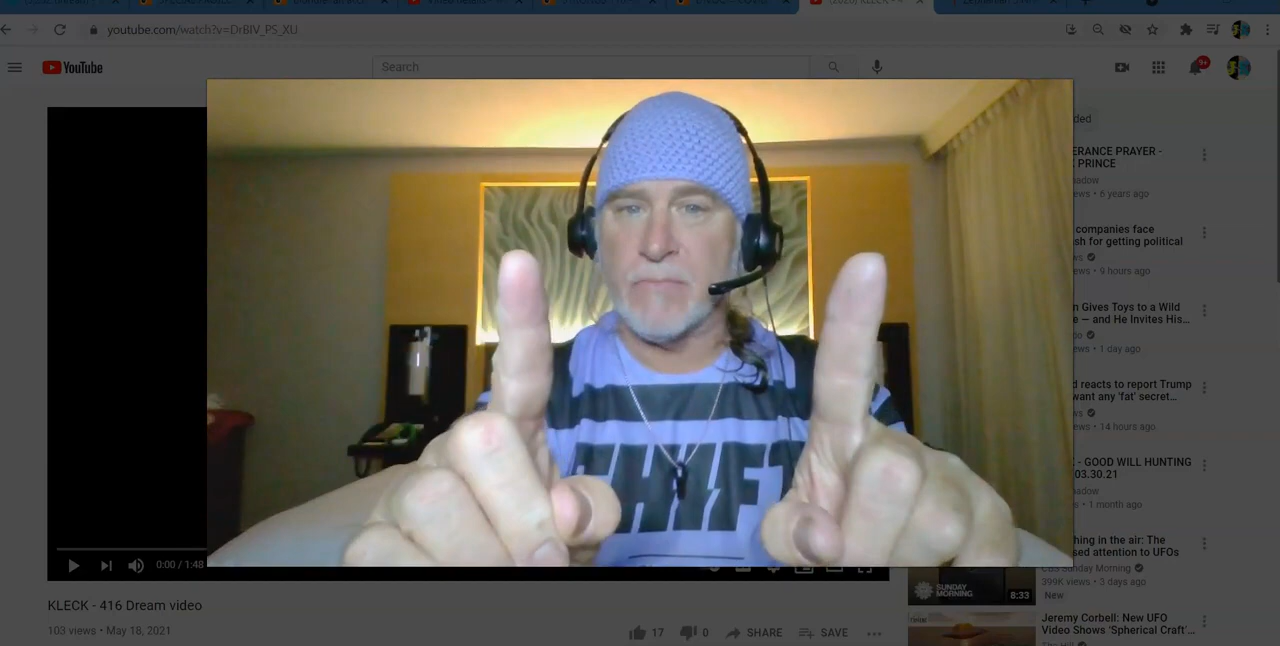 youtube.com/watch?v=DrBIV_PS_XU
YouTube
Search
9+
ERANCE PRAYER -
PRINCE
adow
ews • 6 years ago
companies face
sh for getting political
ws
ews • 9 hours ago
n Gives Toys to a Wild
e — and He Invites His...
ews • 1 day ago
d reacts to report Trump
want any 'fat' secret...
ws
ews • 14 hours ago
- GOOD WILL HUNTING
03.30.21
adow
s • 1 month ago
hing in the air: The
sed attention to UFOs
CBS Sunday Morning
399K views • 3 days ago
New
SUNDAY
MORNING
8:33
Jeremy Corbell: New UFO
Video Shows 'Spherical Craft'...
The Hill
SHIFT
0:00 / 1:48
KLECK - 416 Dream video
103 views • May 18, 2021
17
0
SHARE
SAVE